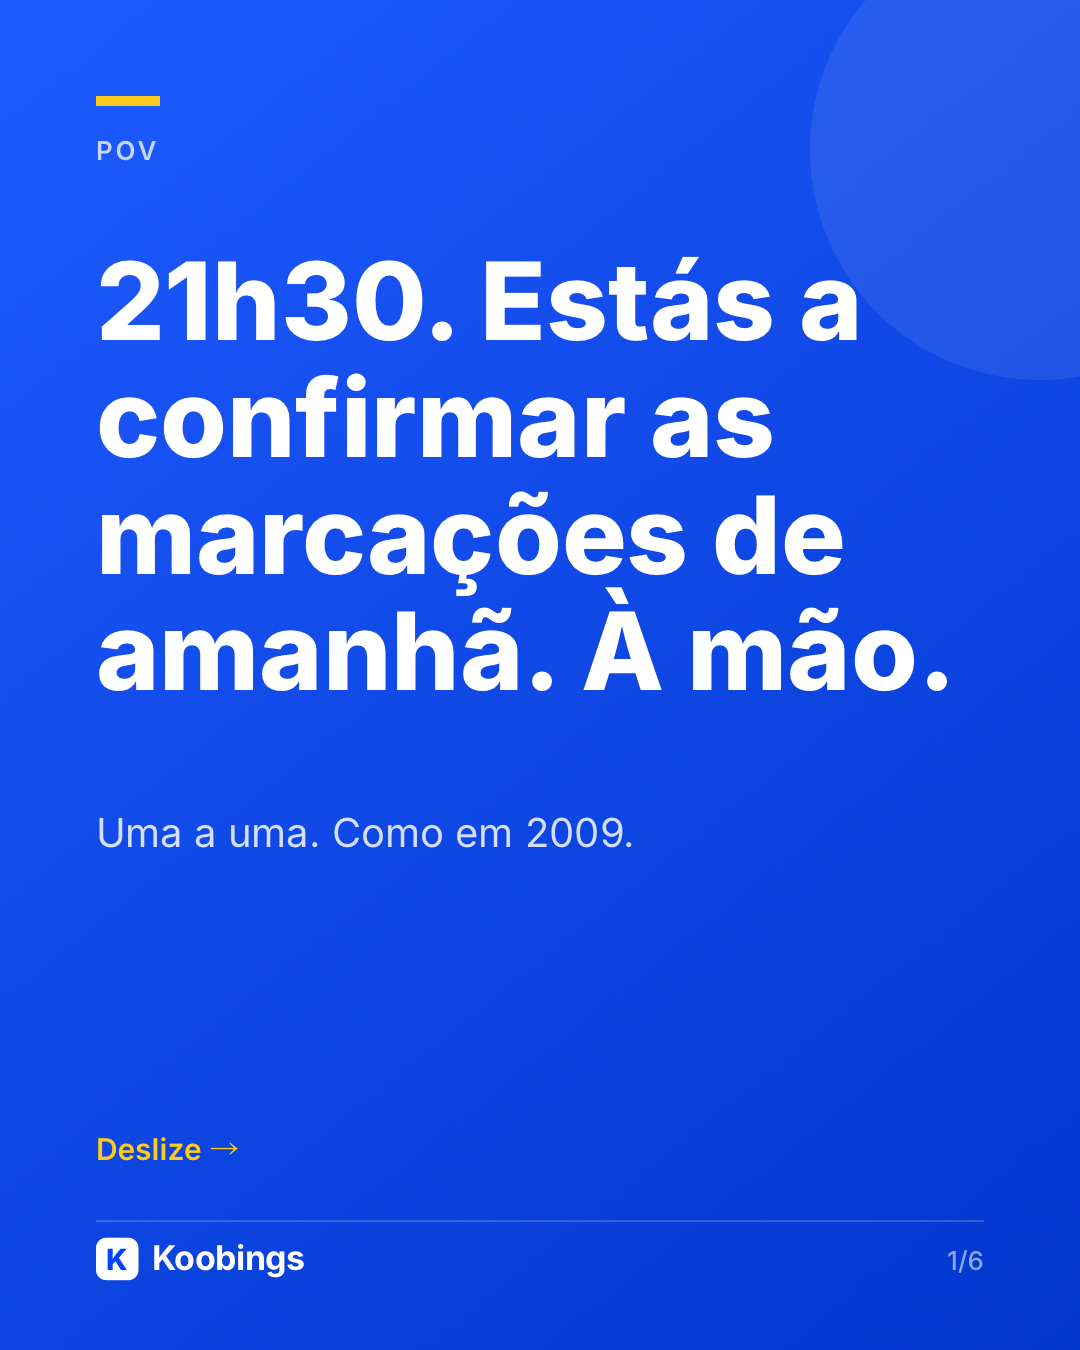 POV
21h30. Estás a
confirmar as
marcações de
amanhã. À mão.
Uma a uma. Como em 2009.
Deslize →
K Koobings
1/6